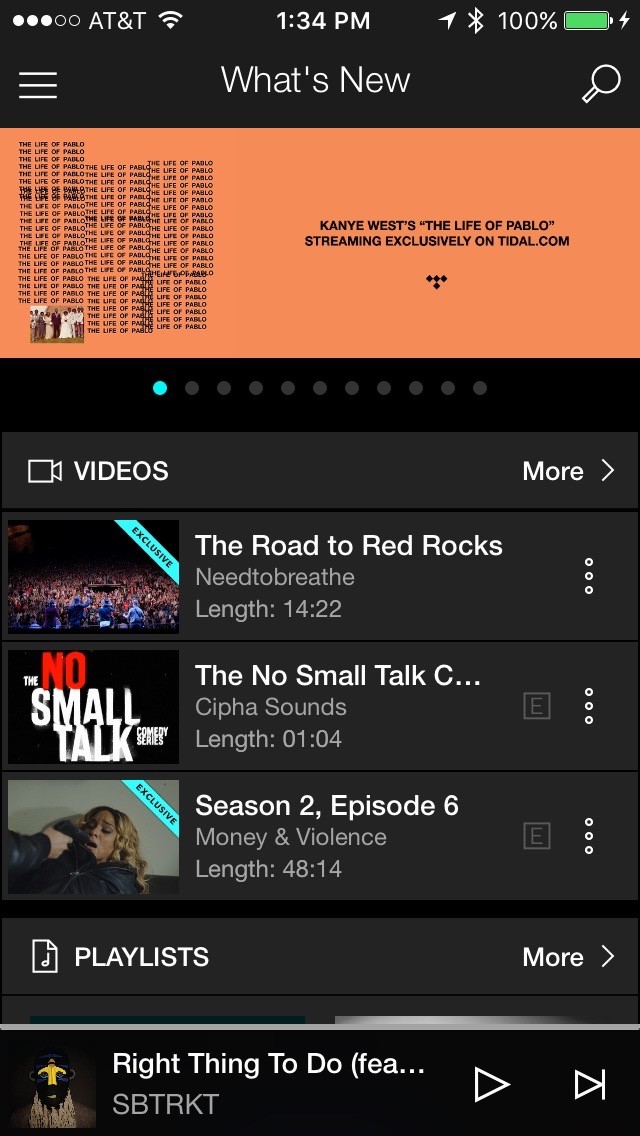 AT&T 1:34 PM 100%
What's New
THE LIFE OF PABLO
THE LIFE OF PABLO
THE LIFE OF PABLO
THE LIFE OF PABLO
THE LIFE OF PABLO
THE LIFE OF PABLO
KANYE WEST'S “THE LIFE OF PABLO”
STREAMING EXCLUSIVELY ON TIDAL.COM
VIDEOS More
EXCLUSIVE
The Road to Red Rocks
Needtobreathe
Length: 14:22
THE NO
SMALL
TALK COMEDY
SERIES
The No Small Talk C...
Cipha Sounds
E
Length: 01:04
EXCLUSIVE
Season 2, Episode 6
Money & Violence
E
Length: 48:14
PLAYLISTS More
Right Thing To Do (fea...
SBTRKT